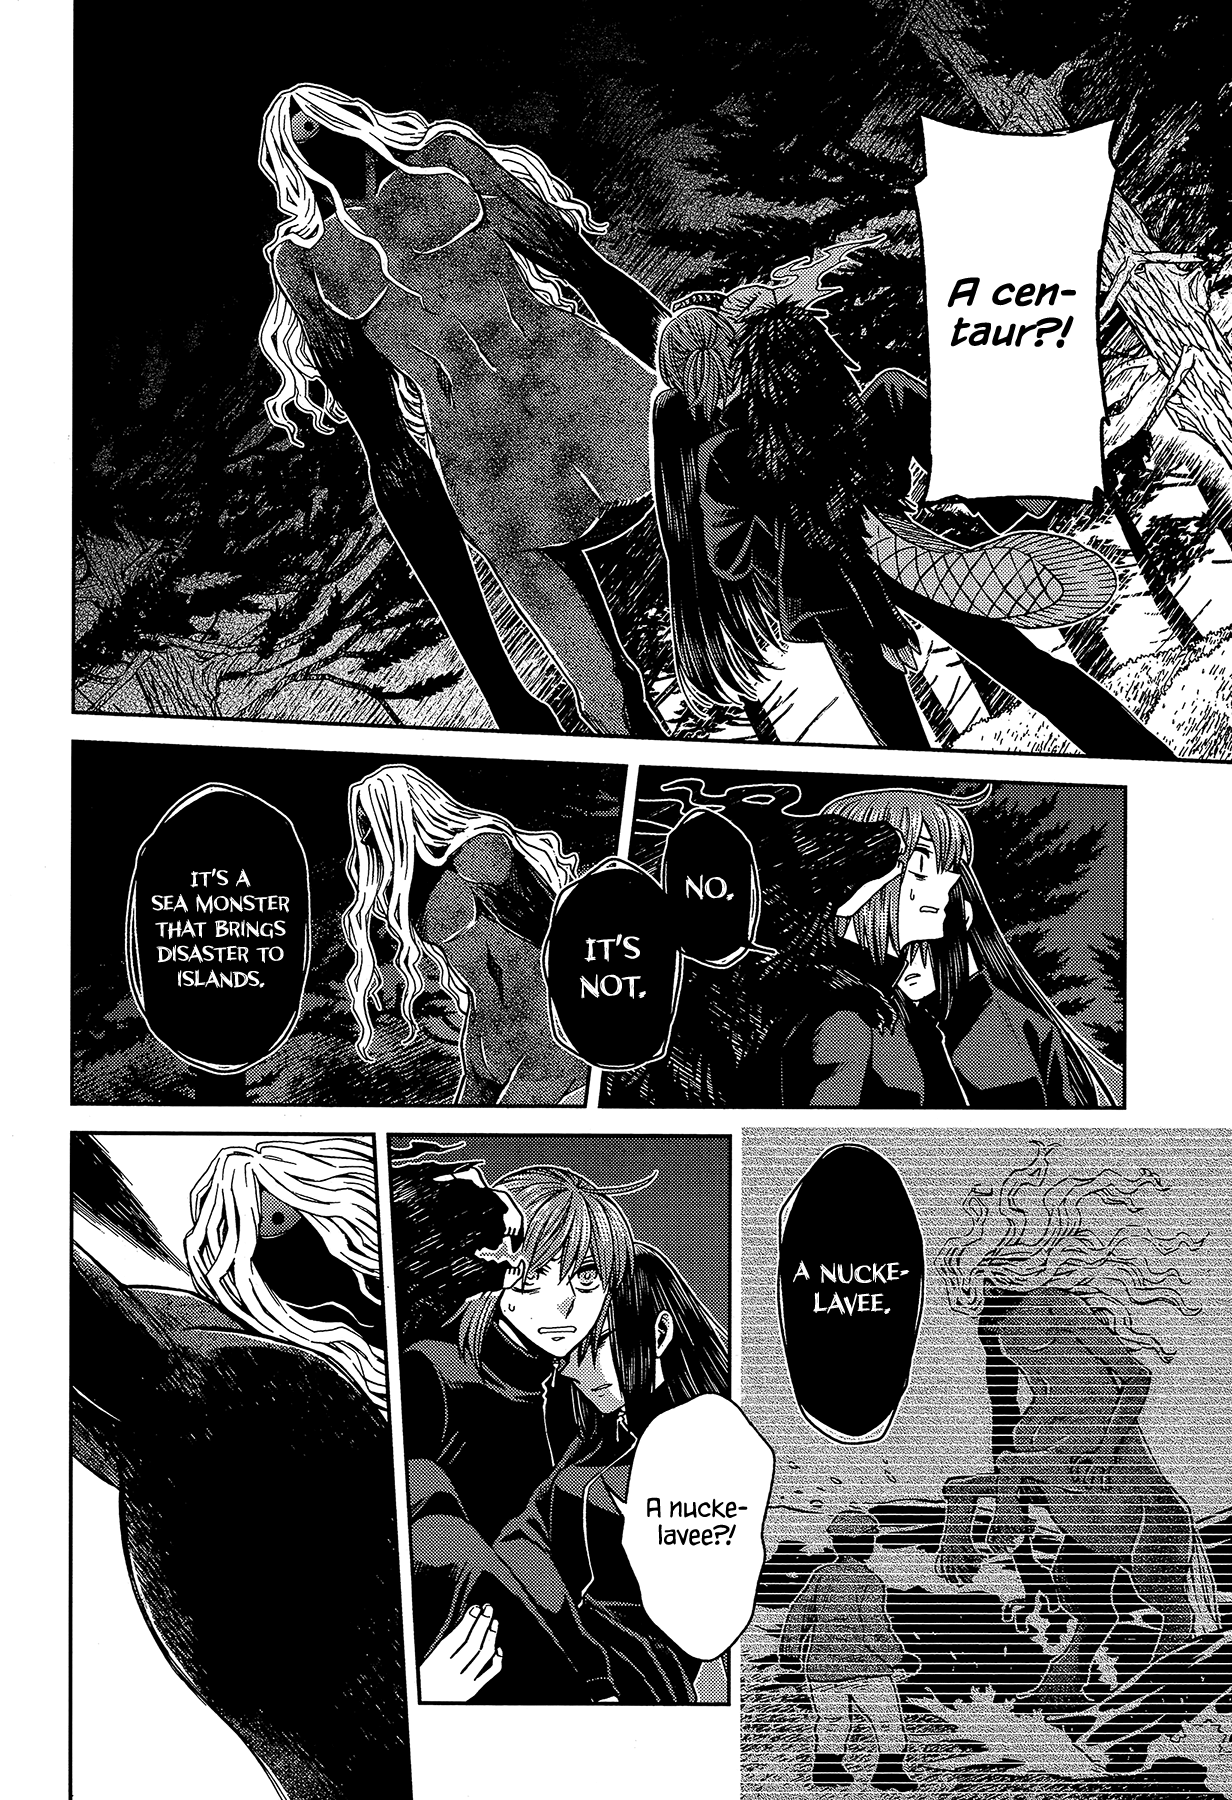 A cen-
taur?!
NO.
IT'S
NOT.
IT'S A
SEA MONSTER
THAT BRINGS
DISASTER TO
ISLANDS.
A NUCKE-
LAVEE.
A nucke-
lavee?!